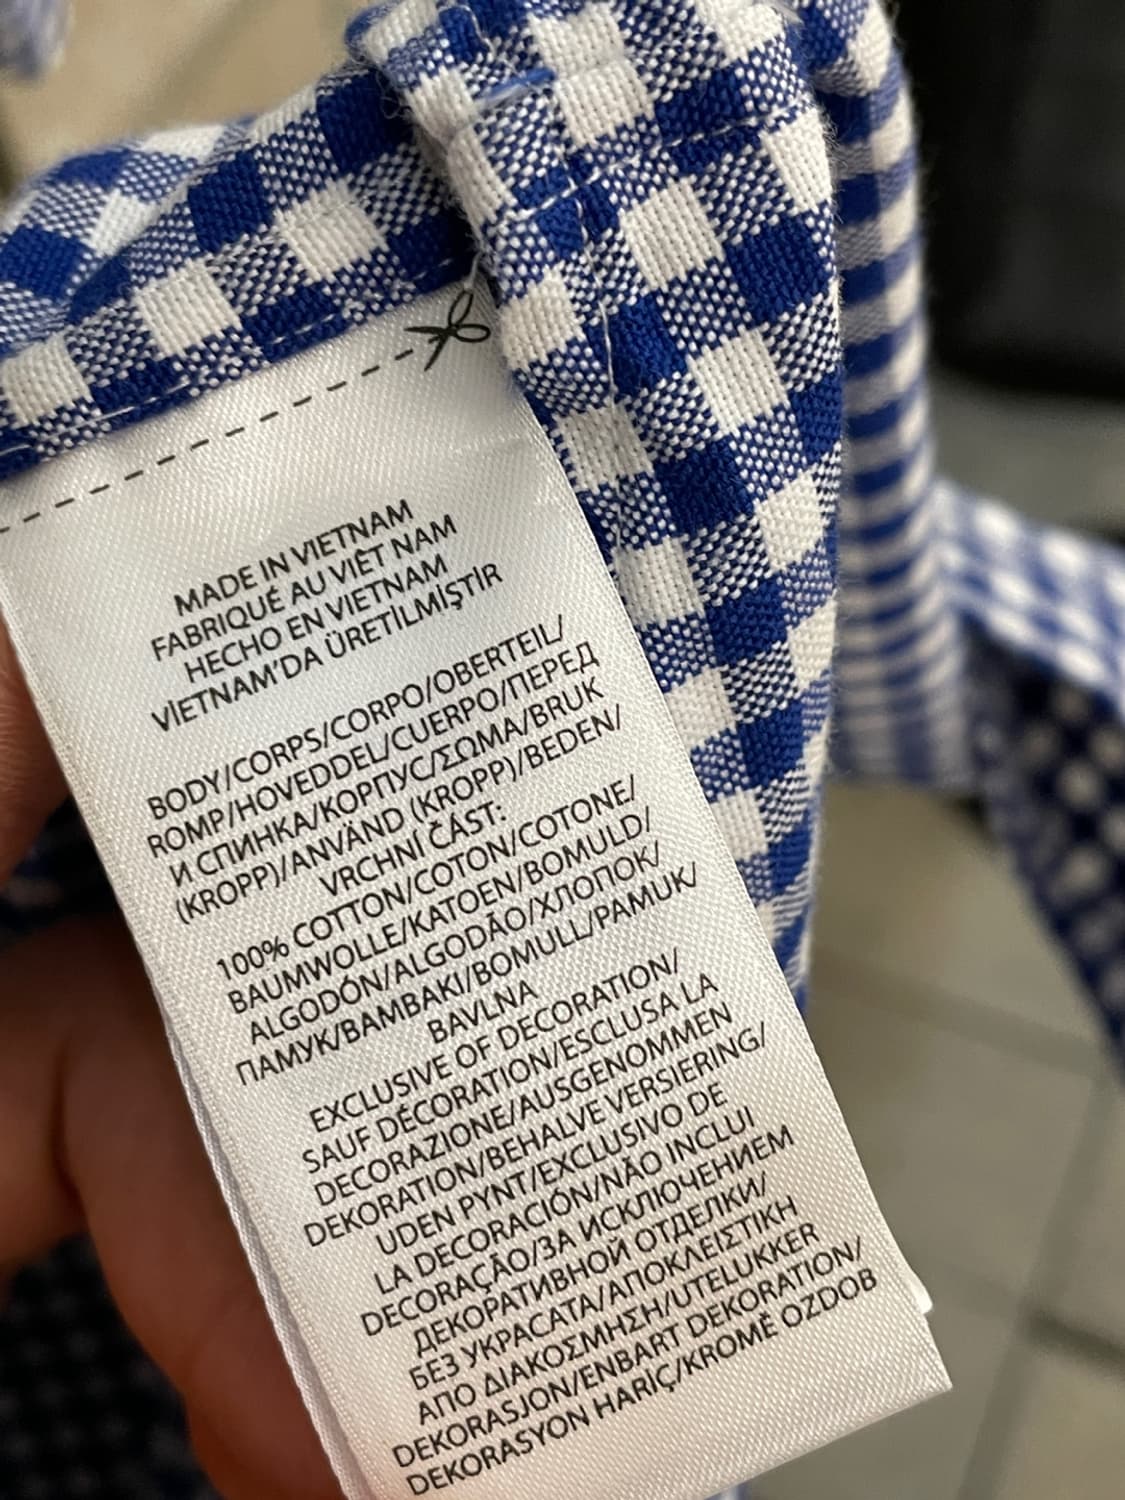 MADE IN VIETNAM
FABRIQUÉ AU VIÊT NAM
HECHO EN VIETNAM
VİETNAM'DA ÜRETİLMİŞTİR
BODY/CORPS/CORPO/OBERTEIL/
ROMP/HOVEDDEL/CUERPO/ПЕРЕД
И СПИНКА/КОРПУС/ΣΩΜΑ/BRUK
(KROPP)/ANVÄND (KROPP)/BEDEN/
VRCHNÍ ČÁST:
100% COTTON/COTON/COTONE/
BAUMWOLLE/KATOEN/BOMULD/
ALGODÓN/ALGODÃO/ХЛОПОК/
ПАМУК/ΒΑΜΒΑΚΙ/BOMULL/PAMUK/
BAVLNA
EXCLUSIVE OF DECORATION/
SAUF DÉCORATION/ESCLUSA LA
DECORAZIONE/AUSGENOMMEN
DEKORATION/BEHALVE VERSIERING/
UDEN PYNT/EXCLUSIVO DE
LA DECORACIÓN/NÃO INCLUI
DECORAÇÃO/ЗА ИСКЛЮЧЕНИЕМ
ДЕКОРАТИВНОЙ ОТДЕЛКИ/
БЕЗ УКРАСАТА/ΑΠΟΚΛΕΙΣΤΙΚΗ
ΑΠΟ ΔΙΑΚΟΣΜΗΣΗ/UTELUKKER
DEKORASJON/ENBART DEKORATION/
DEKORASYON HARİÇ/KROMĚ OZDOB